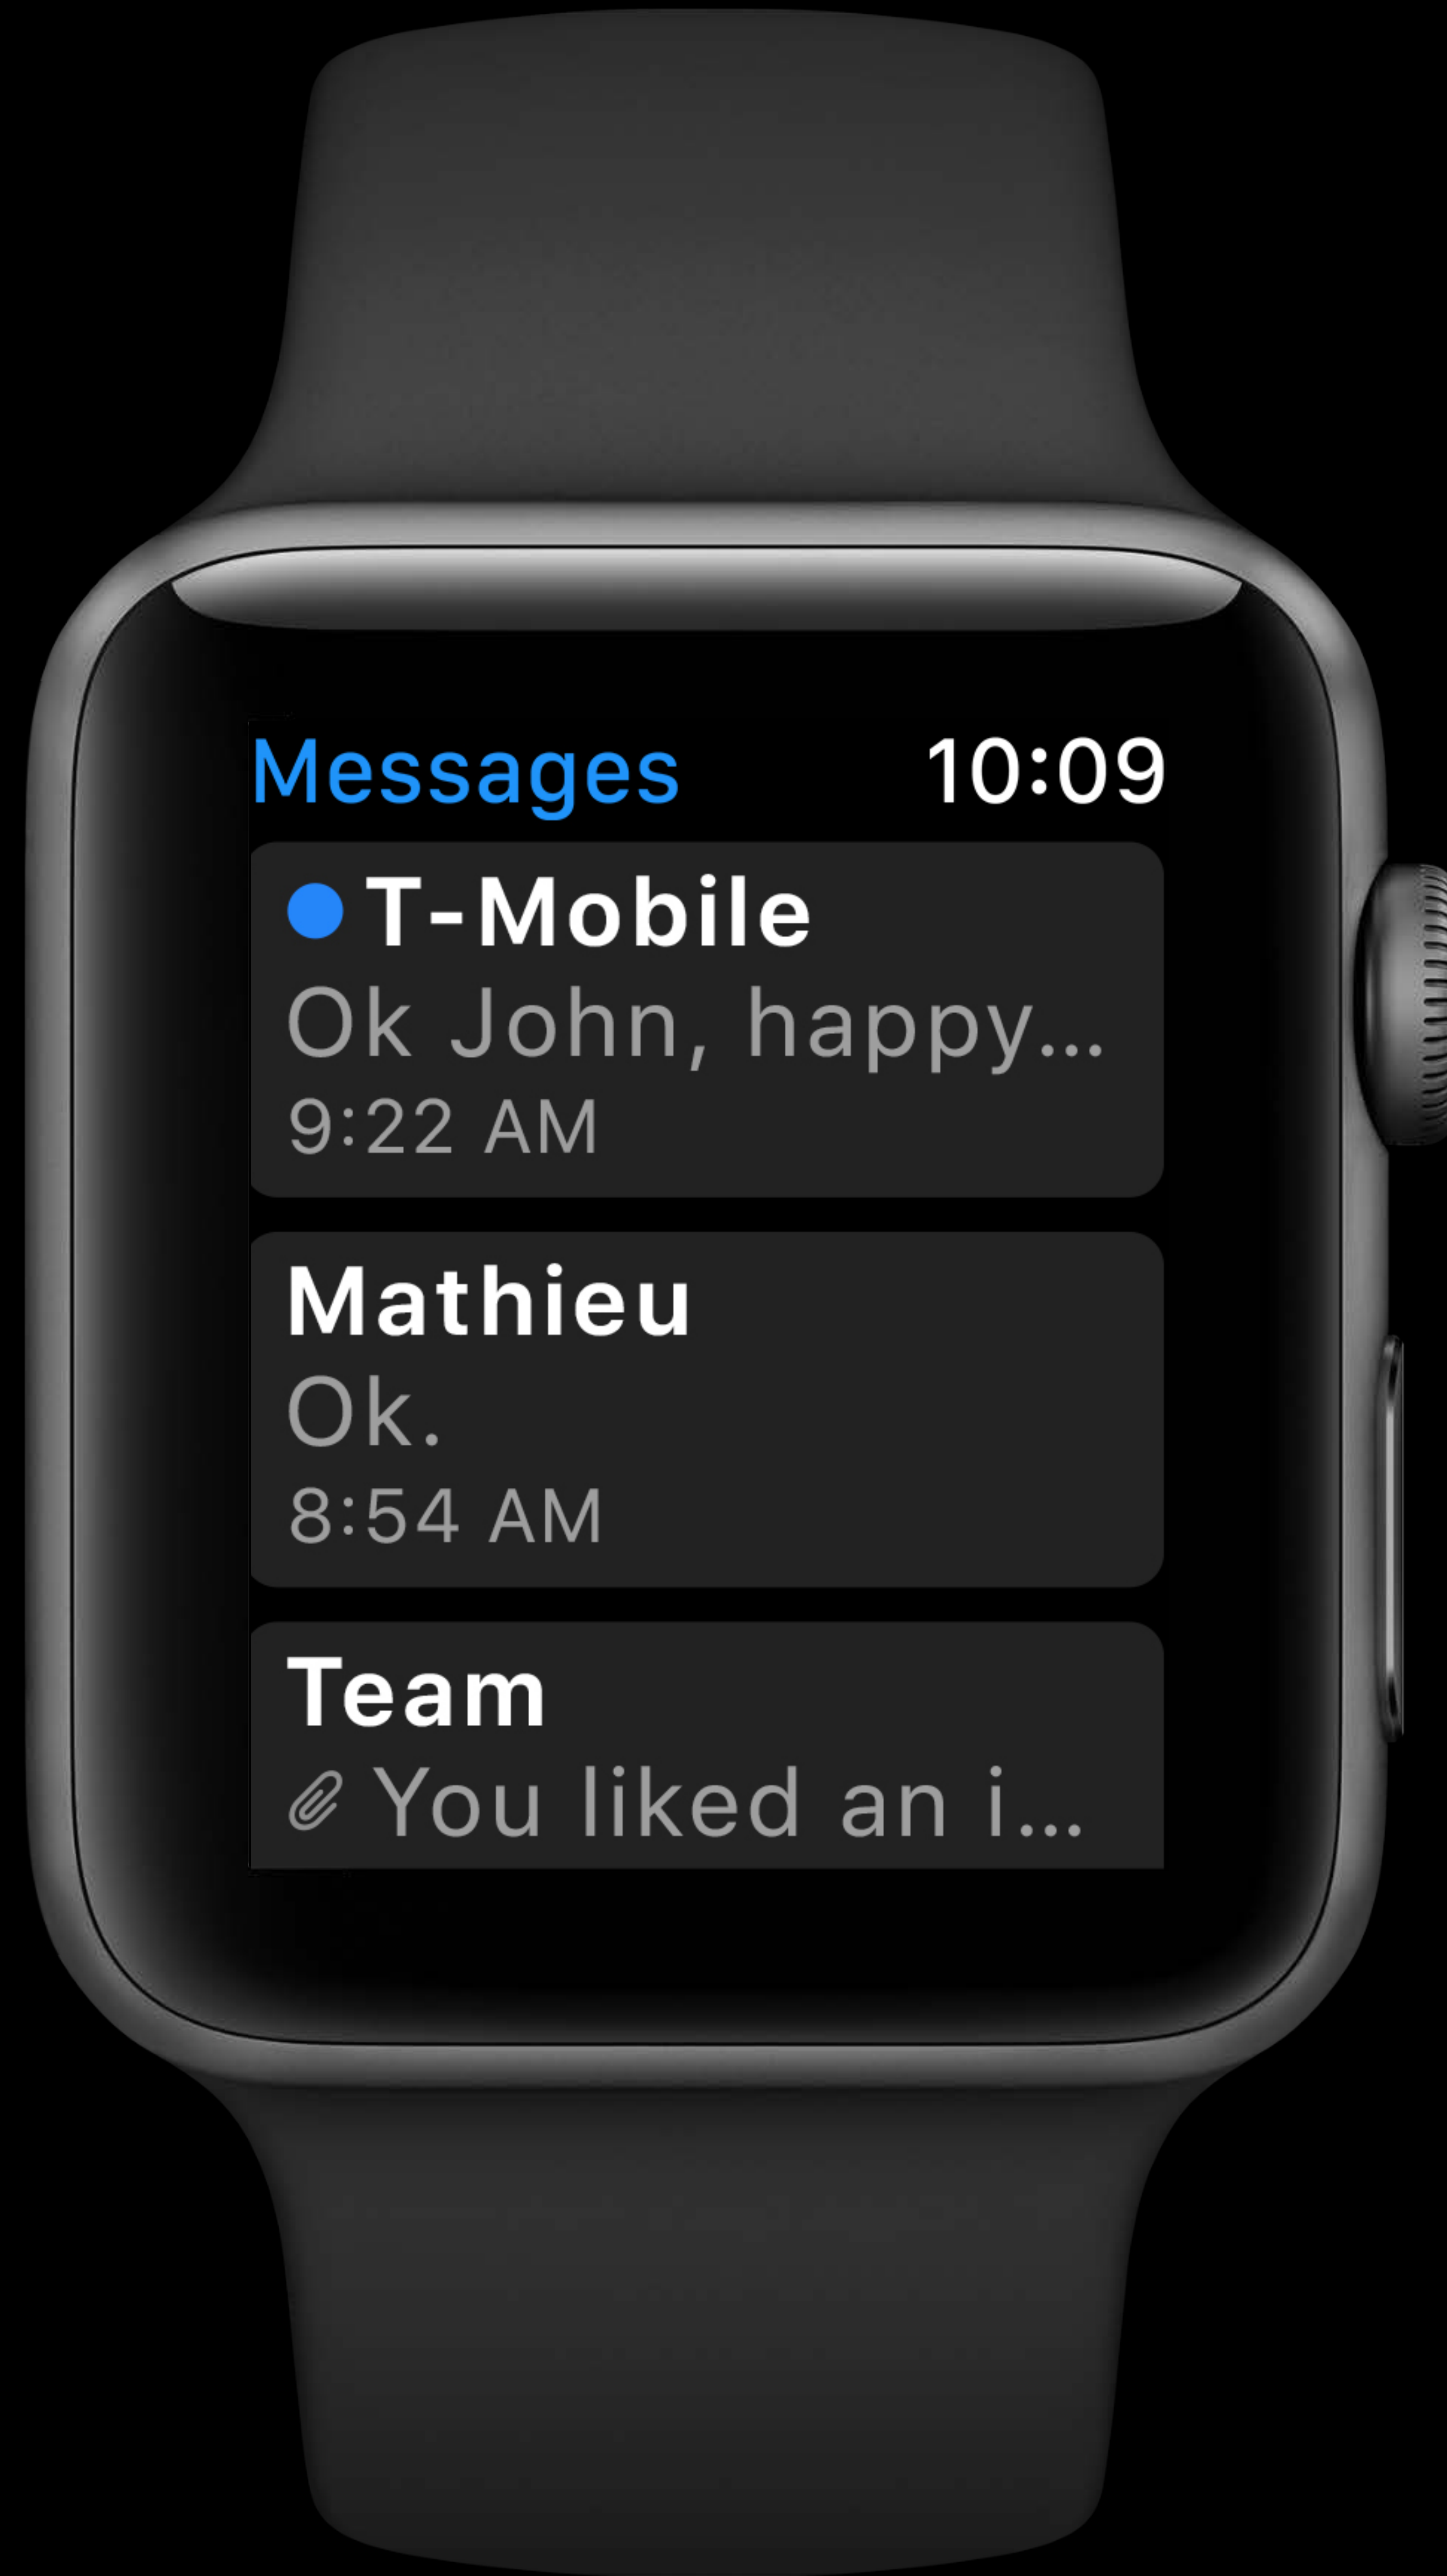 Messages 10:09
T-Mobile
Ok John, happy...
9:22 AM
Mathieu
Ok.
8:54 AM
Team
You liked an i...